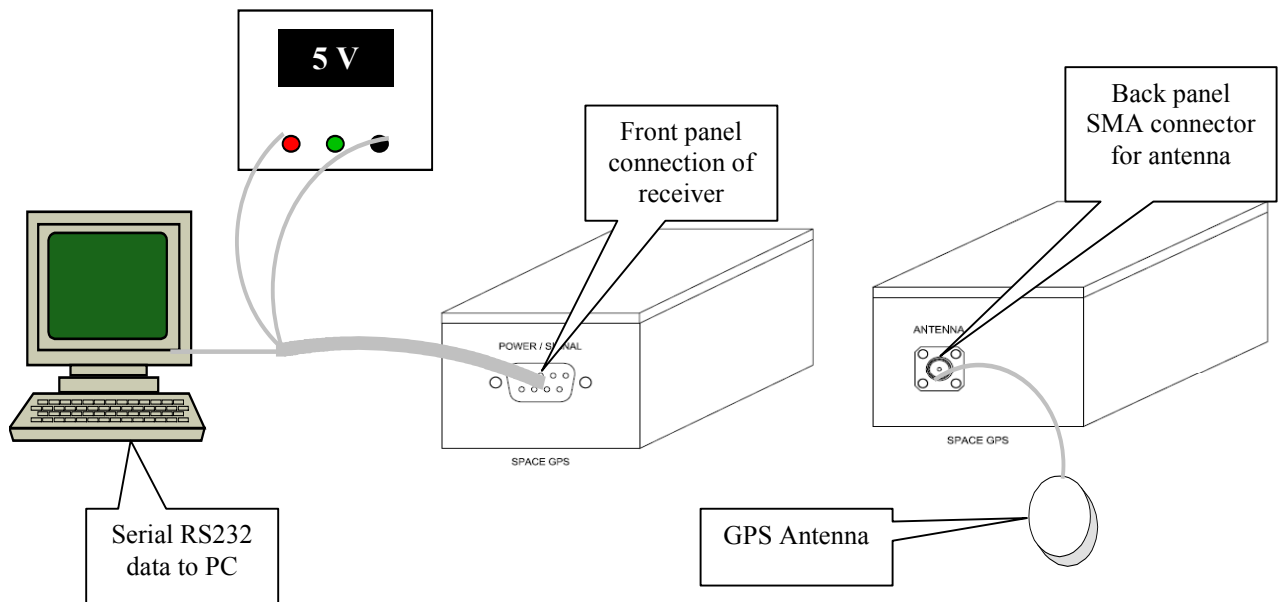 5 V
Front panel
connection of
receiver
Back panel
SMA connector
for antenna
POWER / SIGNAL
SPACE GPS
ANTENNA
SPACE GPS
Serial RS232
data to PC
GPS Antenna